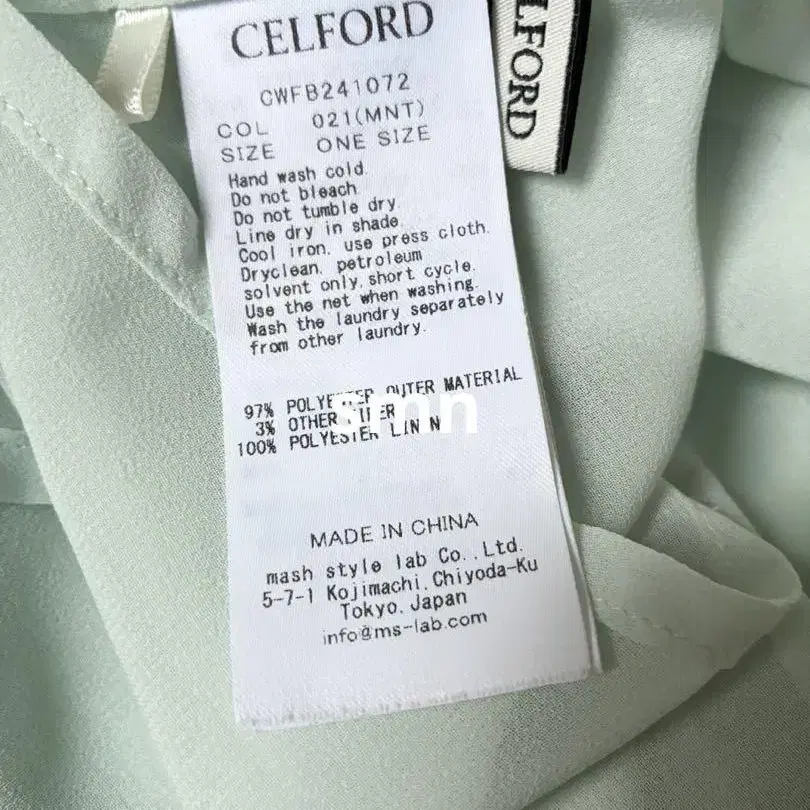 CELFORD
CWFB241072
COL 021(MNT)
SIZE ONE SIZE
Hand wash cold.
Do not bleach.
Do not tumble dry.
Line dry in shade.
Cool iron, use press cloth.
Dryclean, petroleum
solvent only, short cycle.
Use the net when washing.
Wash the laundry separately
from other laundry.
97% POLYESTER OUTER MATERIAL
3% OTHER FIBER
100% POLYESTER LINING
MADE IN CHINA
mash style lab Co., Ltd.
5-7-1 Kojimachi, Chiyoda-Ku
Tokyo, Japan
info@ms-lab.com
LFORD
smn